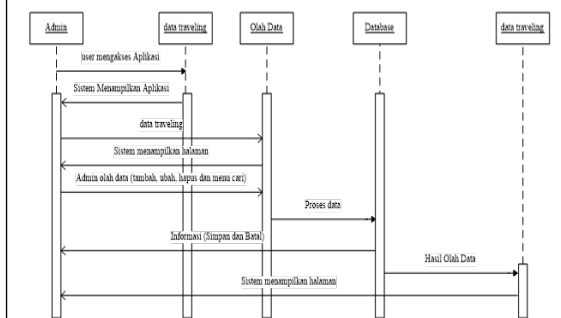 Admin
data traveling
Olah Data
Database
data traveling
user mengakses Aplikasi
Sistem Menampilkan Aplikasi
data traveling
Sistem menampilkan halaman
Admin olah data (tambah, ubah, hapus dan menu cari)
Proses data
Informasi (Simpan dan Batal)
Hasil Olah Data
Sistem menampilkan halaman